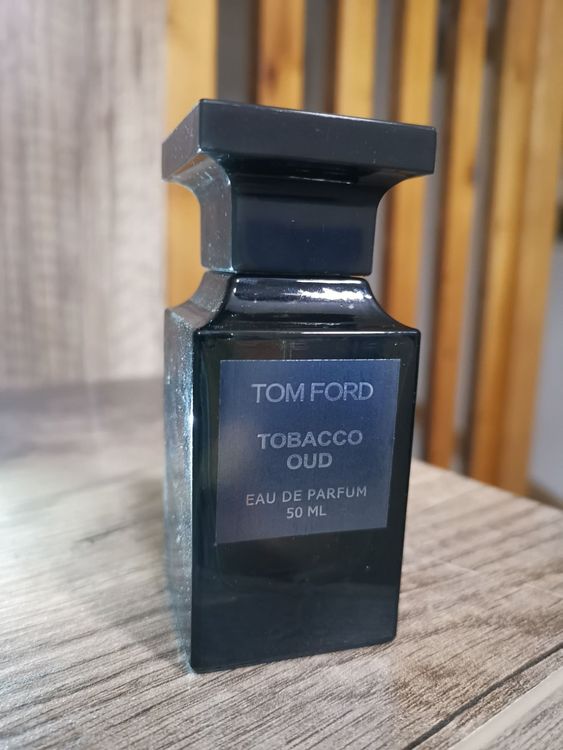 TOM FORD
TOBACCO
OUD
EAU DE PARFUM
50 ML